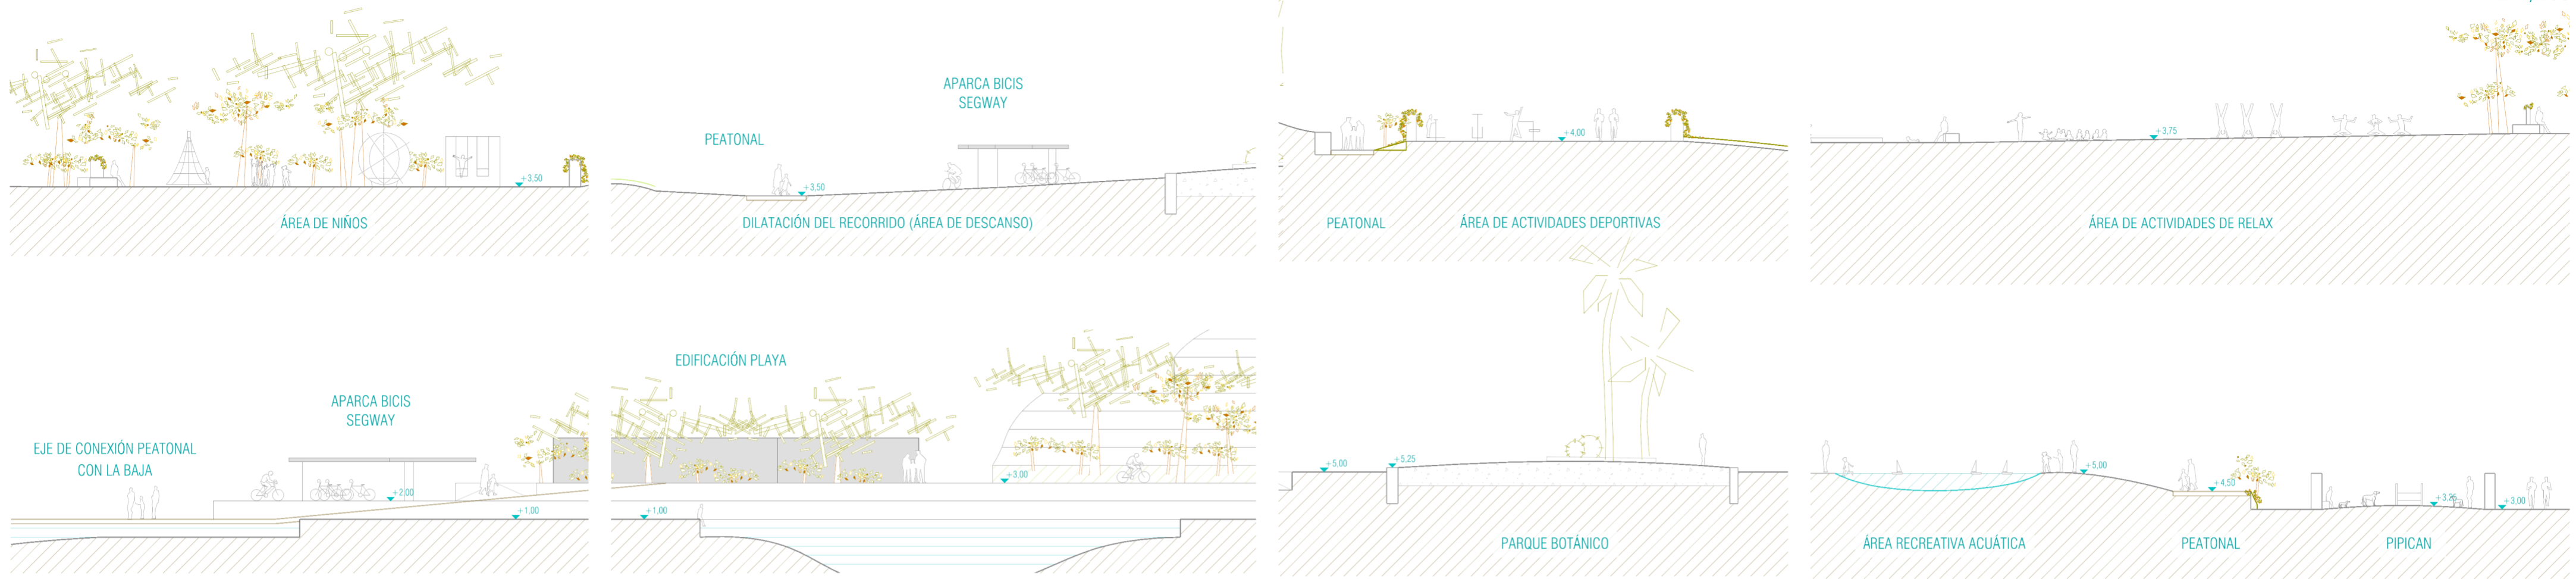 APARCA BICIS
SEGWAY
PEATONAL
+3,50
ÁREA DE NIÑOS
+3,50
DILATACIÓN DEL RECORRIDO (ÁREA DE DESCANSO)
+4,00
PEATONAL
ÁREA DE ACTIVIDADES DEPORTIVAS
+3,75
ÁREA DE ACTIVIDADES DE RELAX
EJE DE CONEXIÓN PEATONAL
CON LA BAJA
APARCA BICIS
SEGWAY
+2,00
+1,00
EDIFICACIÓN PLAYA
+3,00
+1,00
+5,00
+5,25
PARQUE BOTÁNICO
+5,00
+4,50
+3,00
ÁREA RECREATIVA ACUÁTICA
PEATONAL
PIPICAN